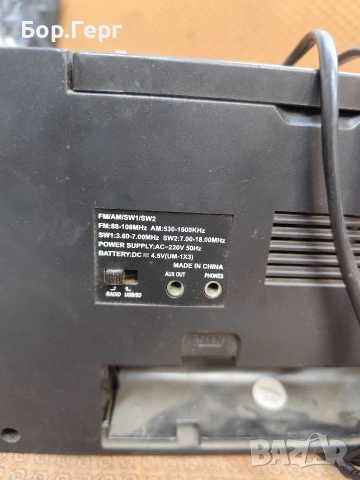 Бор.Герг
FM/AM/SW1/SW2
FM:88-108MHz AM:530-1600KHz
SW1:3.60-7.00MHz SW2:7.00-18.00MHz
POWER SUPPLY:AC~220V 50Hz
BATTERY:DC⎓4.5V(UM-1X3)
MADE IN CHINA
AUX OUT PHONES
RADIO USB/SD
Бор.Герг
BAZAR